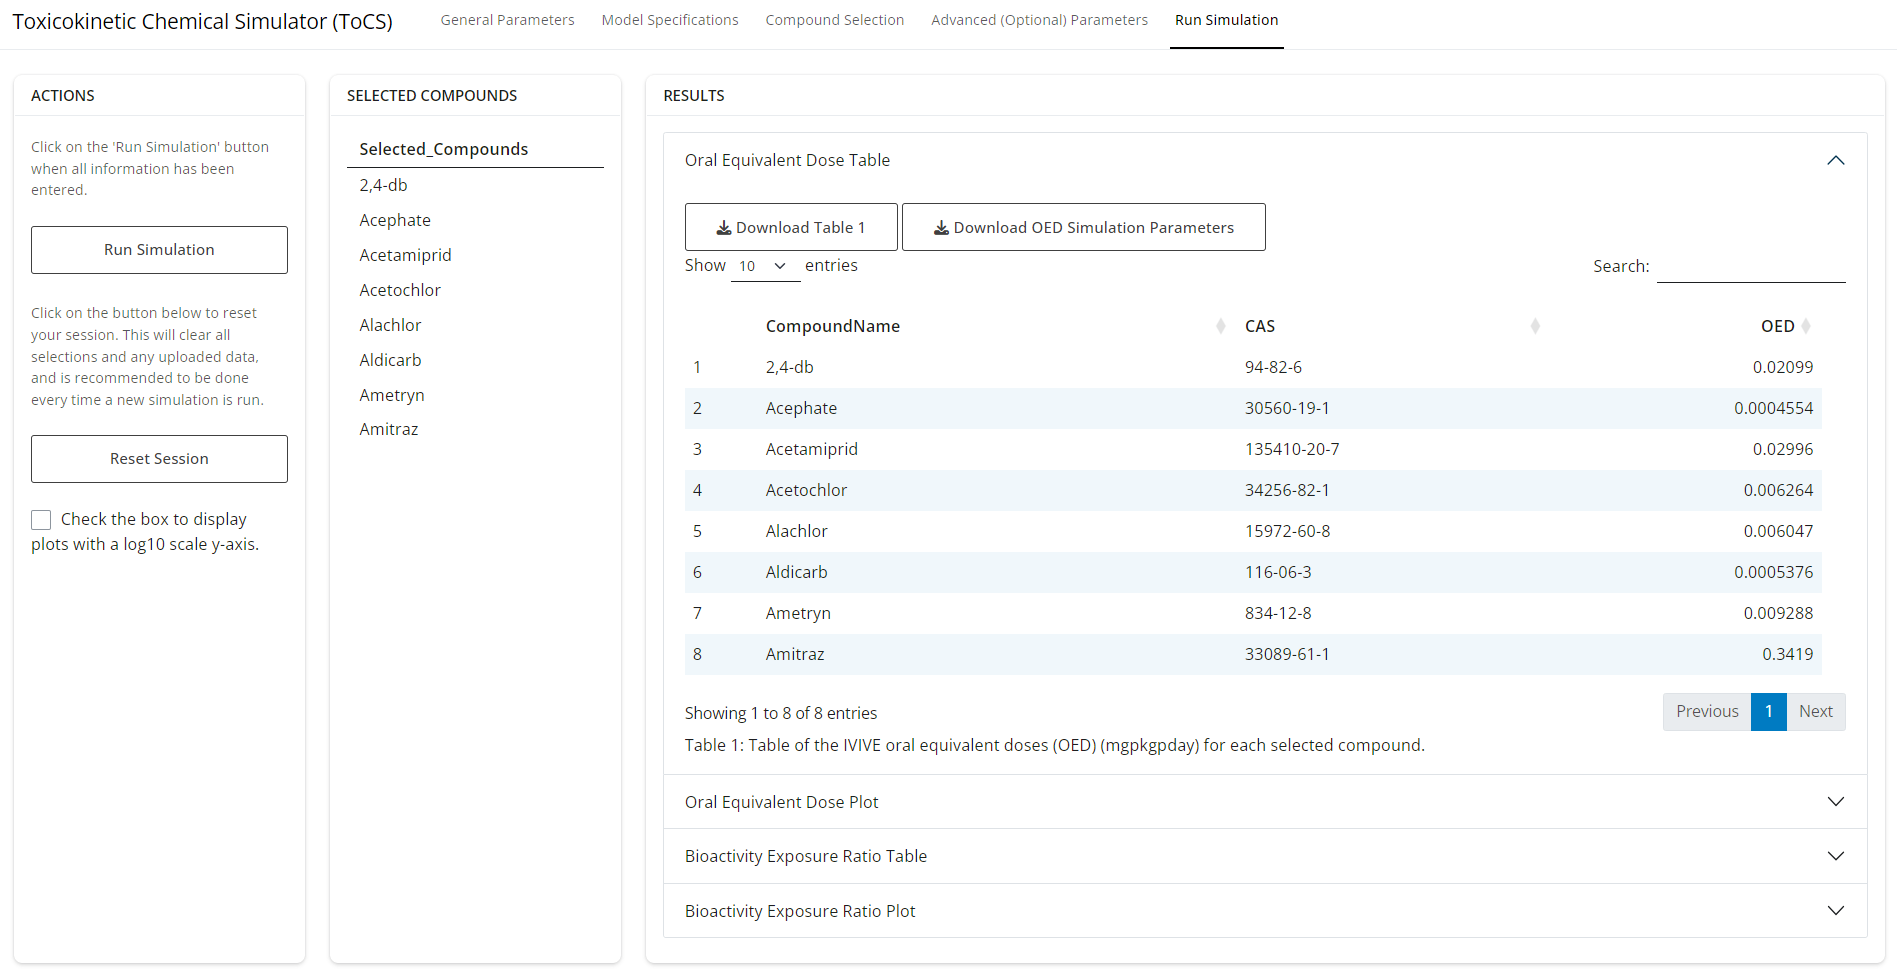 Toxicokinetic Chemical Simulator (ToCS)
General Parameters
Model Specifications
Compound Selection
Advanced (Optional) Parameters
Run Simulation
ACTIONS
Click on the 'Run Simulation' button
when all information has been
entered.
Run Simulation
Click on the button below to reset
your session. This will clear all
selections and any uploaded data,
and is recommended to be done
every time a new simulation is run.
Reset Session
Check the box to display
plots with a log10 scale y-axis.
SELECTED COMPOUNDS
Selected_Compounds
2,4-db
Acephate
Acetamiprid
Acetochlor
Alachlor
Aldicarb
Ametryn
Amitraz
RESULTS
Oral Equivalent Dose Table
Download Table 1
Download OED Simulation Parameters
Show 10 entries
Search:
CompoundName CAS OED
1 2,4-db 94-82-6 0.02099
2 Acephate 30560-19-1 0.0004554
3 Acetamiprid 135410-20-7 0.02996
4 Acetochlor 34256-82-1 0.006264
5 Alachlor 15972-60-8 0.006047
6 Aldicarb 116-06-3 0.0005376
7 Ametryn 834-12-8 0.009288
8 Amitraz 33089-61-1 0.3419
Showing 1 to 8 of 8 entries
Previous 1 Next
Table 1: Table of the IVIVE oral equivalent doses (OED) (mgpkgpday) for each selected compound.
Oral Equivalent Dose Plot
Bioactivity Exposure Ratio Table
Bioactivity Exposure Ratio Plot